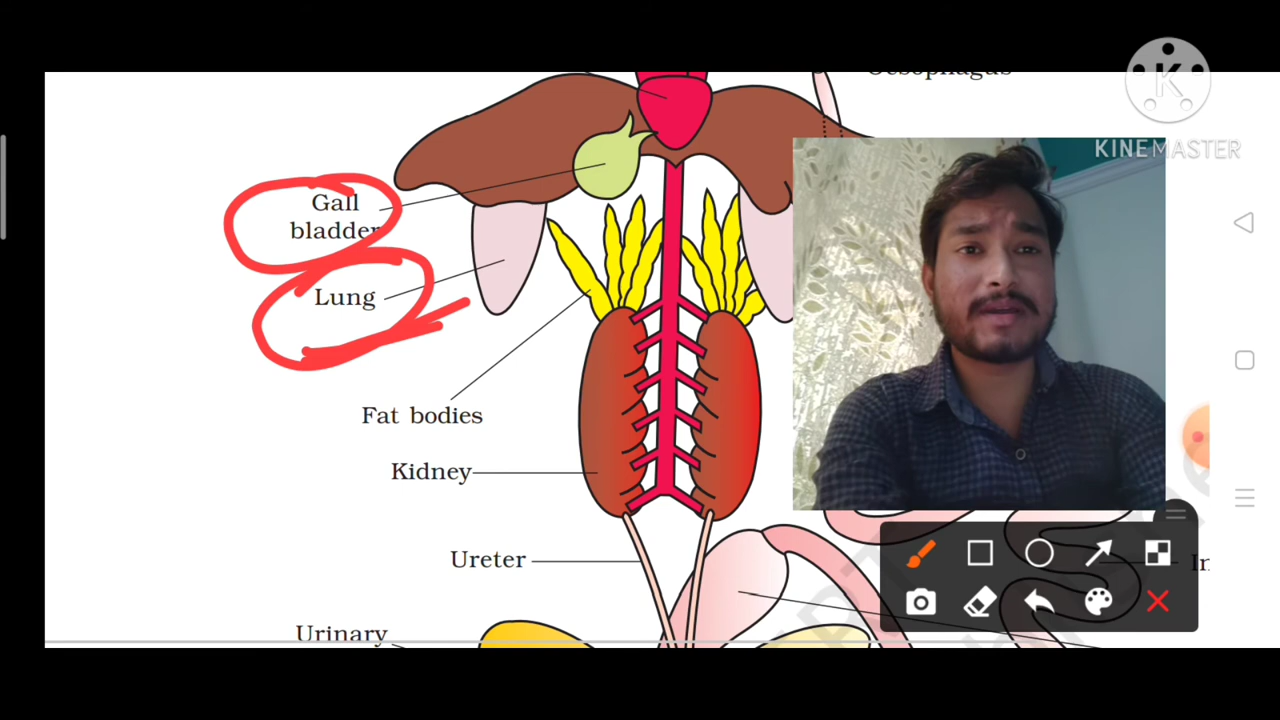 Oesophagus
KINEMASTER
Gall
bladder
Lung
Fat bodies
Kidney
Ureter
Urinary